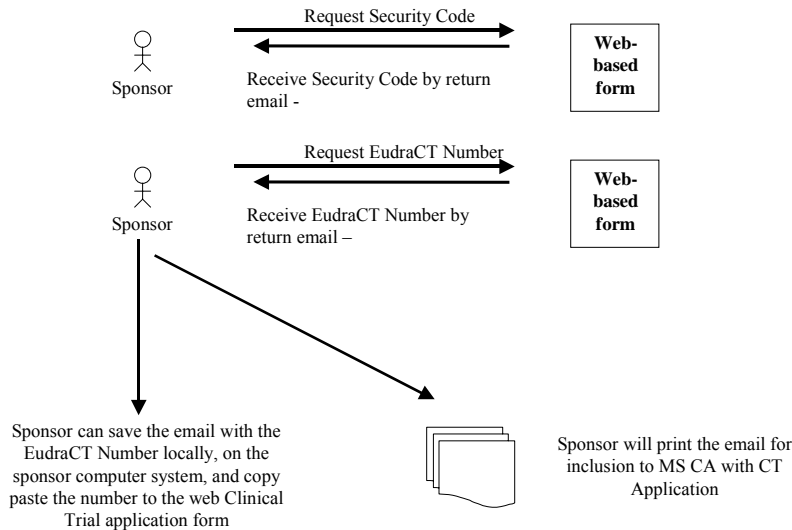 Request Security Code
Web-
based
form
Sponsor
Receive Security Code by return
email -
Request EudraCT Number
Web-
based
form
Sponsor
Receive EudraCT Number by
return email –
Sponsor can save the email with the
EudraCT Number locally, on the
sponsor computer system, and copy
paste the number to the web Clinical
Trial application form
Sponsor will print the email for
inclusion to MS CA with CT
Application